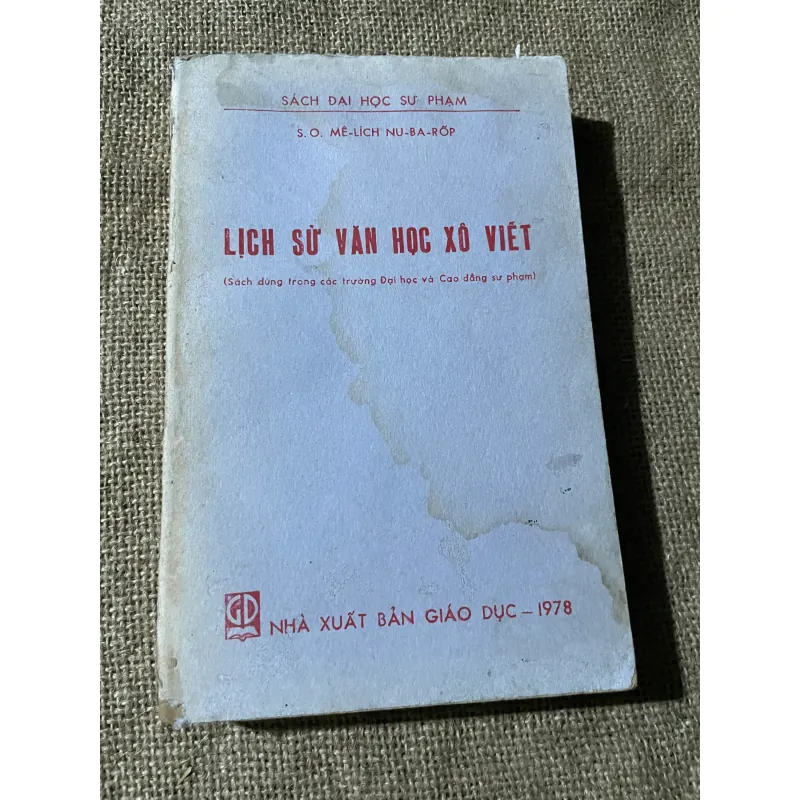 SÁCH ĐẠI HỌC SƯ PHẠM
S. O. MÊ-LÍCH NU-BA-RỐP
LỊCH SỬ VĂN HỌC XÔ VIẾT
(Sách dùng trong các trường Đại học và Cao đẳng sư phạm)
GD NHÀ XUẤT BẢN GIÁO DỤC – 1978